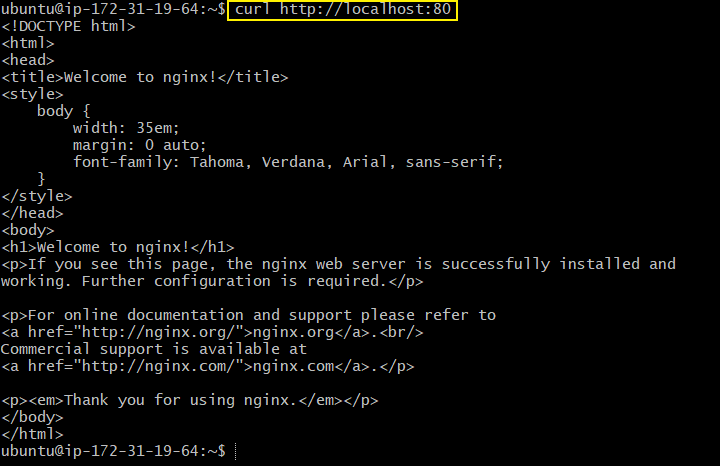 ubuntu@ip-172-31-19-64:~$ curl http://localhost:80
<!DOCTYPE html>
<html>
<head>
<title>Welcome to nginx!</title>
<style>
    body {
        width: 35em;
        margin: 0 auto;
        font-family: Tahoma, Verdana, Arial, sans-serif;
    }
</style>
</head>
<body>
<h1>Welcome to nginx!</h1>
<p>If you see this page, the nginx web server is successfully installed and
working. Further configuration is required.</p>

<p>For online documentation and support please refer to
<a href="http://nginx.org/">nginx.org</a>.<br/>
Commercial support is available at
<a href="http://nginx.com/">nginx.com</a>.</p>

<p><em>Thank you for using nginx.</em></p>
</body>
</html>
ubuntu@ip-172-31-19-64:~$